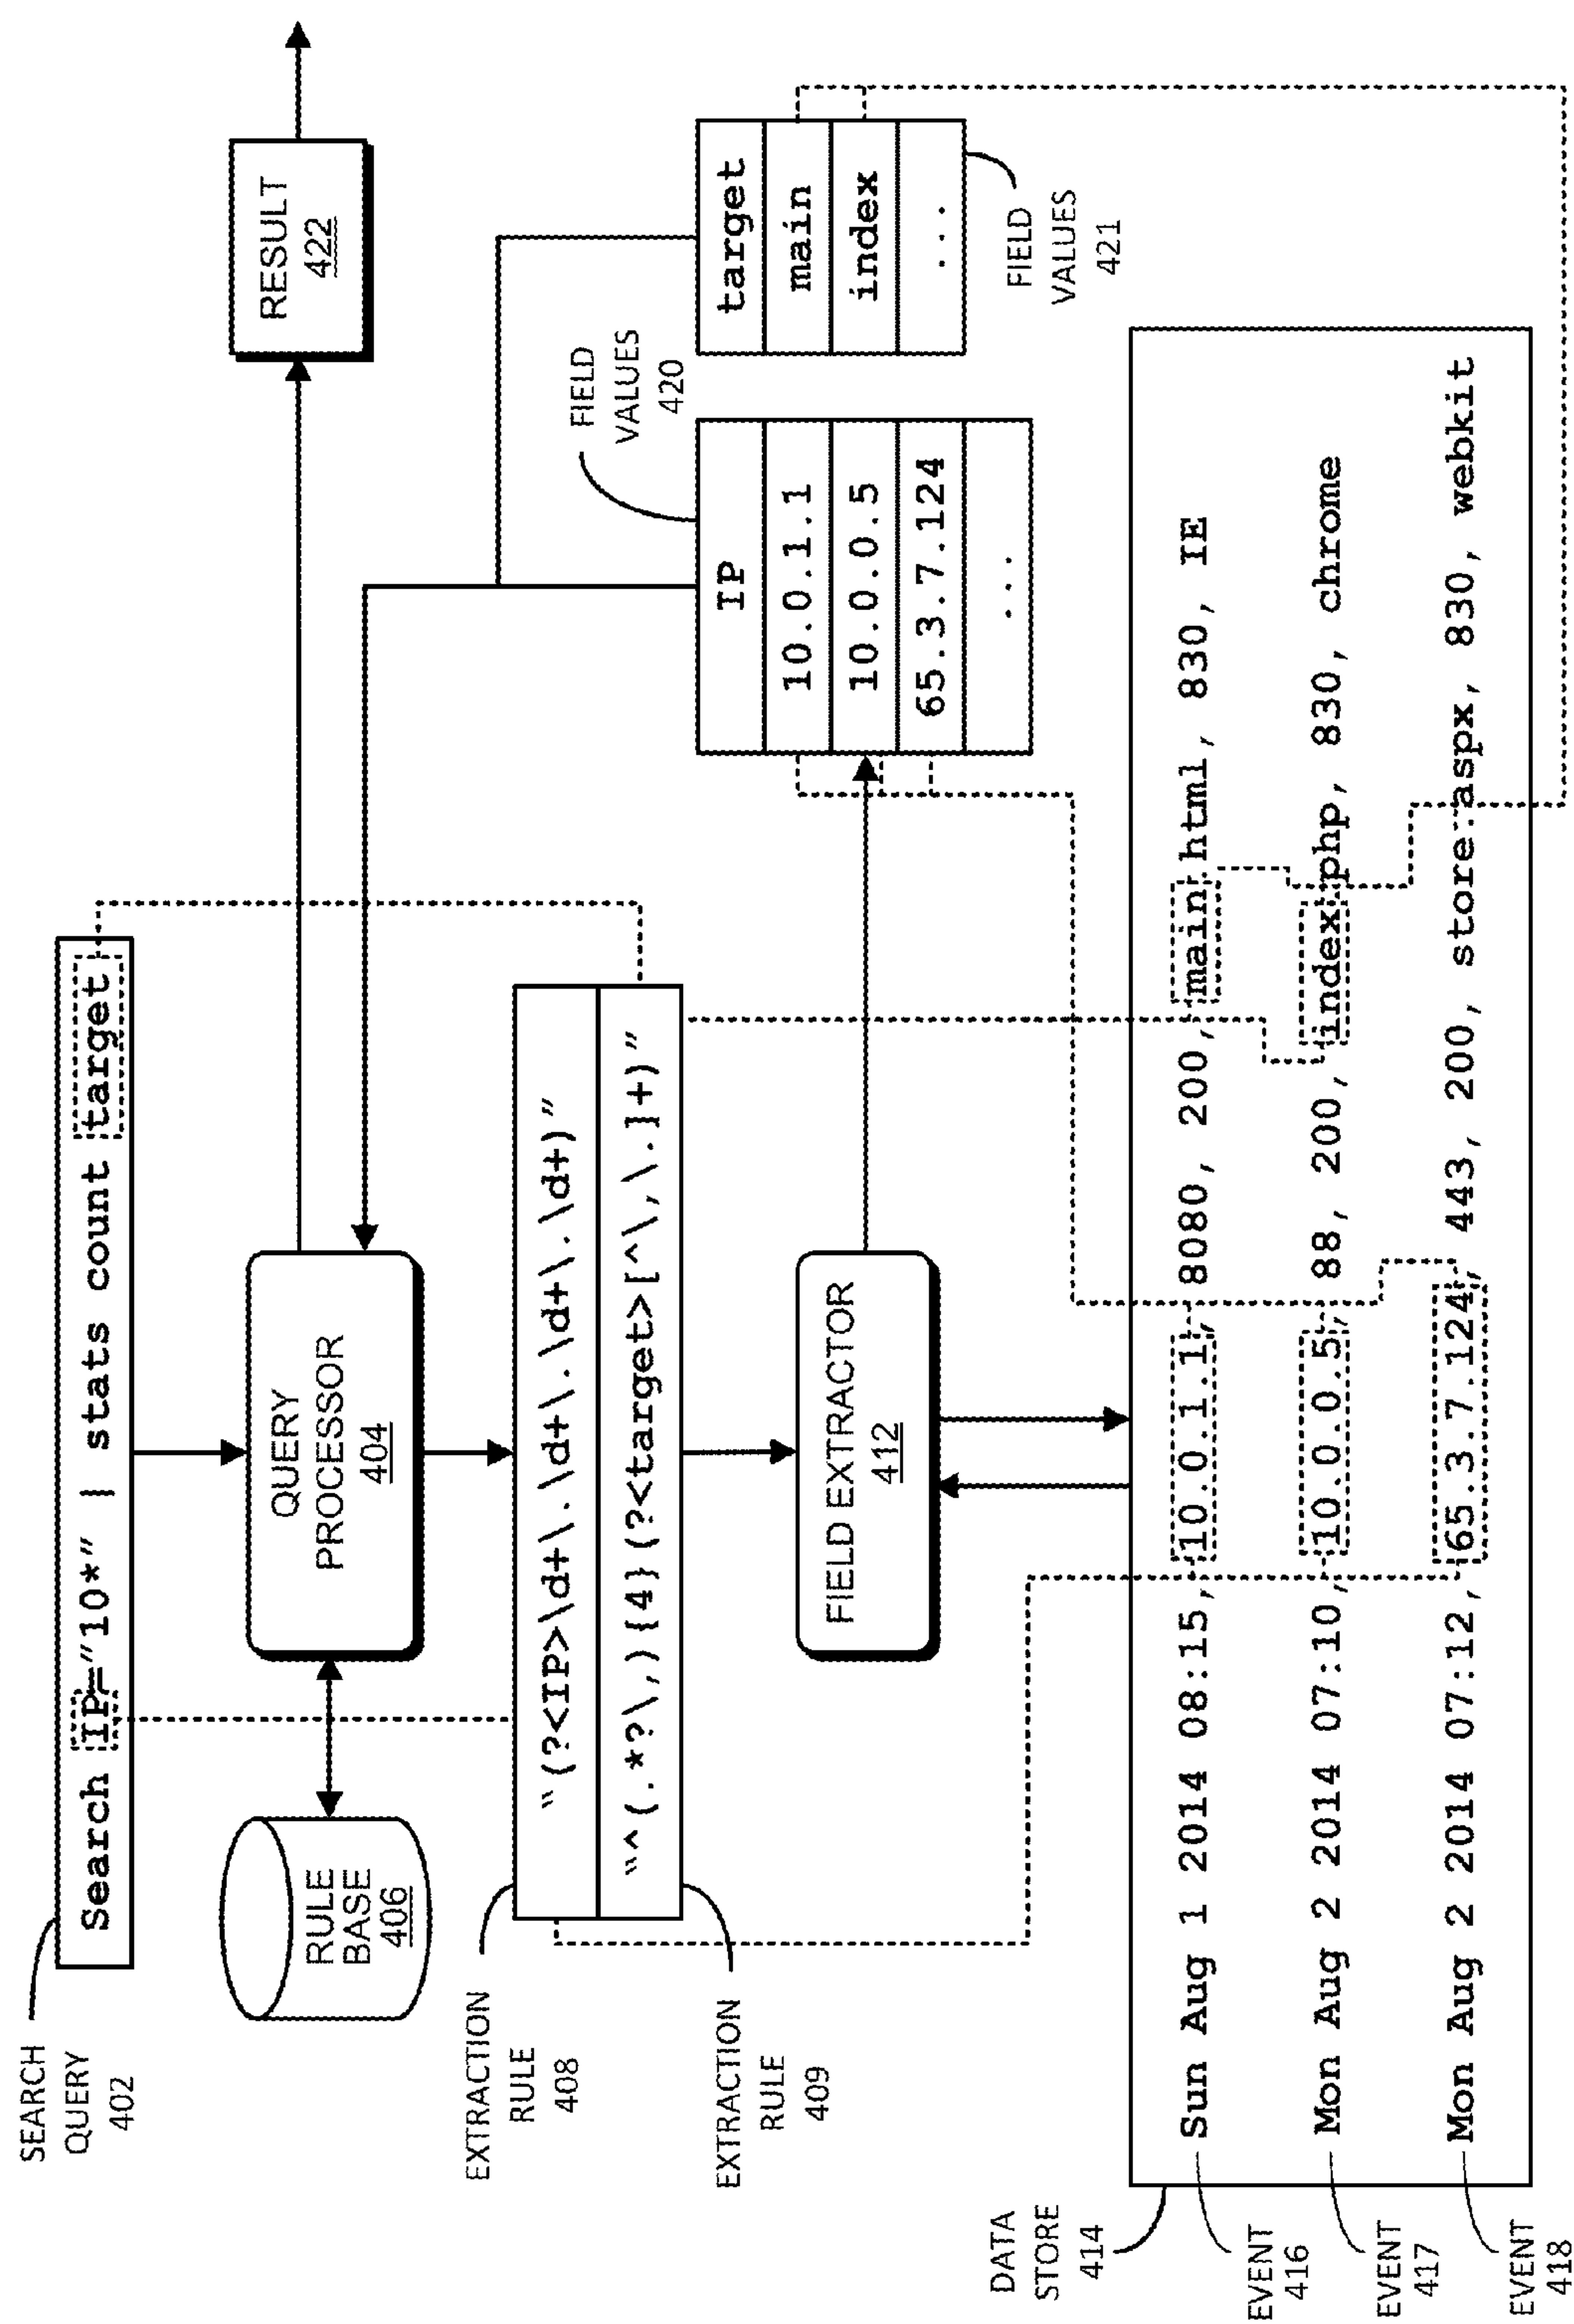 SEARCH
QUERY
402
Search IP="10*" | stats count target
RULE
BASE
406
QUERY
PROCESSOR
404
RESULT
422
EXTRACTION
RULE
408
"(?<IP>\d+\.\d+\.\d+\.\d+)"
"^(.*?\,){4}(?<target>[^\,\.]+)"
EXTRACTION
RULE
409
FIELD EXTRACTOR
412
FIELD
VALUES
420
IP
10.0.1.1
10.0.0.5
65.3.7.124
...
target
main
index
...
FIELD
VALUES
421
DATA
STORE
414
EVENT
416
Sun Aug 1 2014 08:15, 10.0.1.1, 8080, 200, main.html, 830, IE
EVENT
417
Mon Aug 2 2014 07:10, 10.0.0.5, 88, 200, index.php, 830, chrome
EVENT
418
Mon Aug 2 2014 07:12, 65.3.7.124, 443, 200, store.aspx, 830, webkit